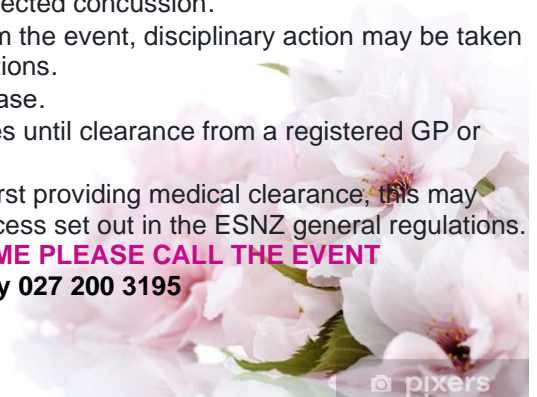 ected concussion.
m the event, disciplinary action may be taken
tions.
ase.
es until clearance from a registered GP or
rst providing medical clearance, this may
cess set out in the ESNZ general regulations.
ME PLEASE CALL THE EVENT
y 027 200 3195
pixers